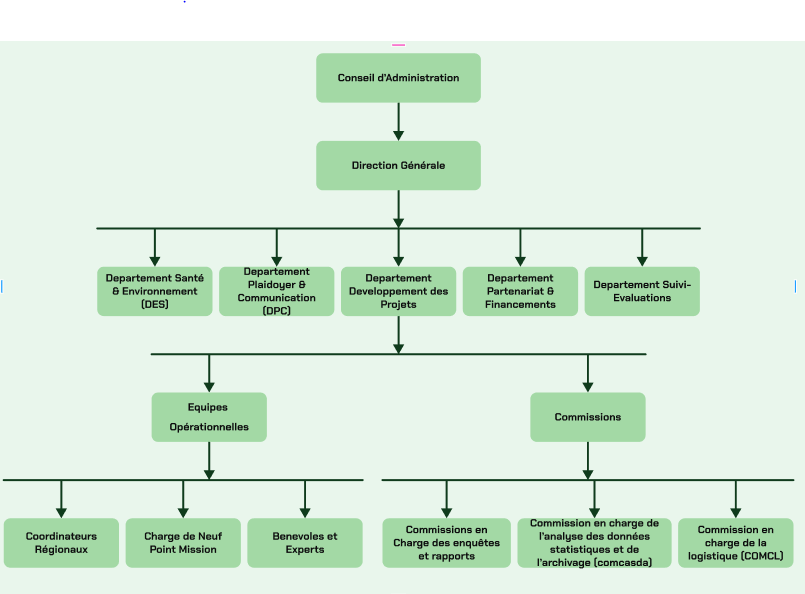 Conseil d'Administration
Direction Générale
Departement Santé
& Environnement
(DES)
Departement
Plaidoyer &
Communication
(DPC)
Departement
Developpement des
Projets
Departement
Partenariat &
Financements
Departement Suivi-
Evaluations
Equipes
Opérationnelles
Commissions
Coordinateurs
Régionaux
Charge de Neuf
Point Mission
Benevoles et
Experts
Commissions en
Charge des enquêtes
et rapports
Commission en charge de
l'analyse des données
statistiques et de
l'archivage (comcasda)
Commission en
charge de la
logistique (COMCL)